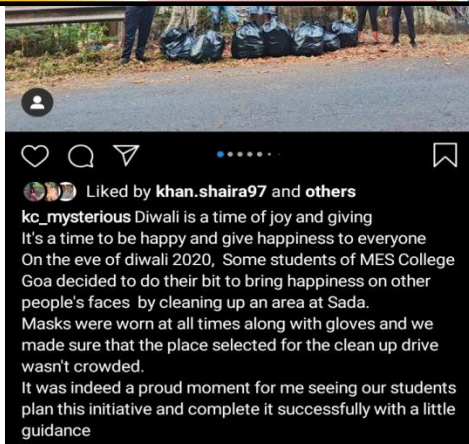 Liked by khan.shaira97 and others
kc_mysterious Diwali is a time of joy and giving
It's a time to be happy and give happiness to everyone
On the eve of diwali 2020, Some students of MES College
Goa decided to do their bit to bring happiness on other
people's faces by cleaning up an area at Sada.
Masks were worn at all times along with gloves and we
made sure that the place selected for the clean up drive
wasn't crowded.
It was indeed a proud moment for me seeing our students
plan this initiative and complete it successfully with a little
guidance